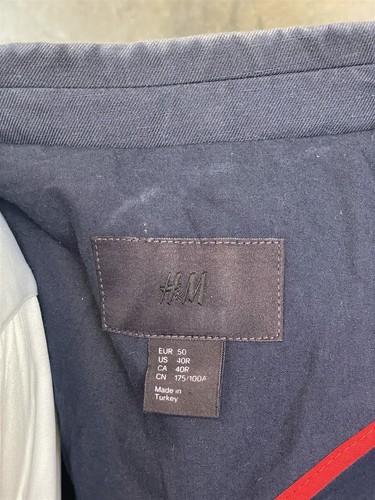 H&M
EUR 50
US 40R
CA 40R
CN 175/100A
Made in
Turkey